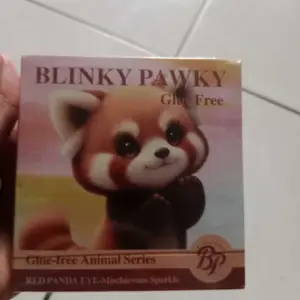 BLINKY PAWKY
Glue Free
Glue-free Animal Series
RED PANDA EYE-Mischievous Sparkle
BP